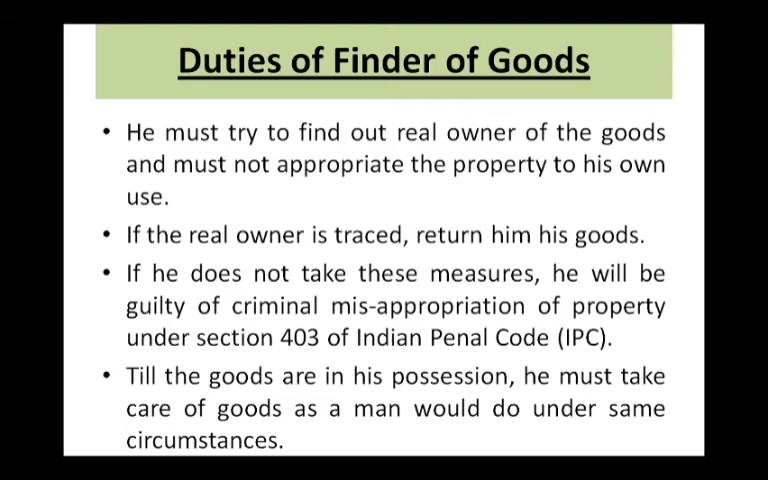 Duties of Finder of Goods
• He must try to find out real owner of the goods
and must not appropriate the property to his own
use.
• If the real owner is traced, return him his goods.
• If he does not take these measures, he will be
guilty of criminal mis-appropriation of property
under section 403 of Indian Penal Code (IPC).
• Till the goods are in his possession, he must take
care of goods as a man would do under same
circumstances.